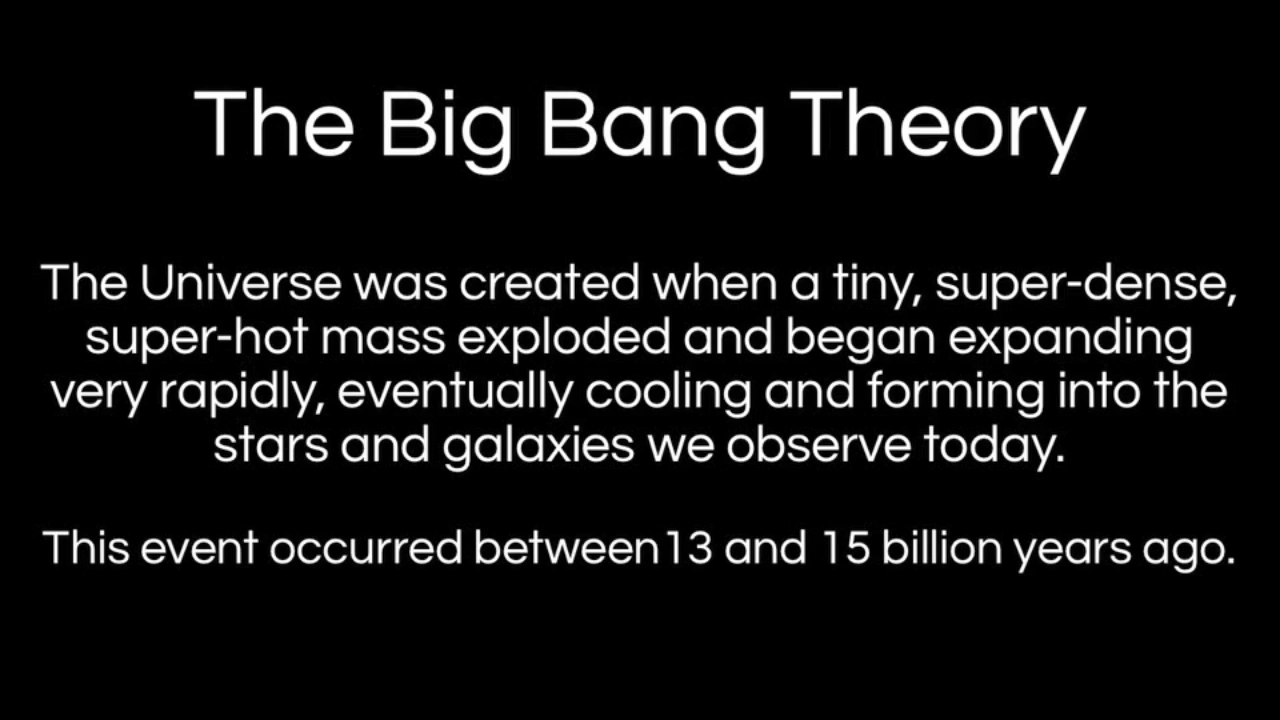 The Big Bang Theory
The Universe was created when a tiny, super-dense,
super-hot mass exploded and began expanding
very rapidly, eventually cooling and forming into the
stars and galaxies we observe today.
This event occurred between13 and 15 billion years ago.